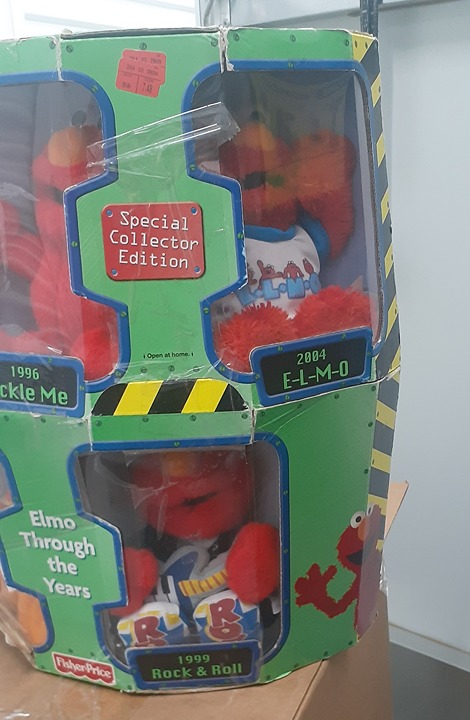 Special
Collector
Edition
Open at home.
1996
ckle Me
2004
E-L-M-O
E·L·M·O
Elmo
Through
the
Years
R
R
O
1999
Rock & Roll
Fisher-Price